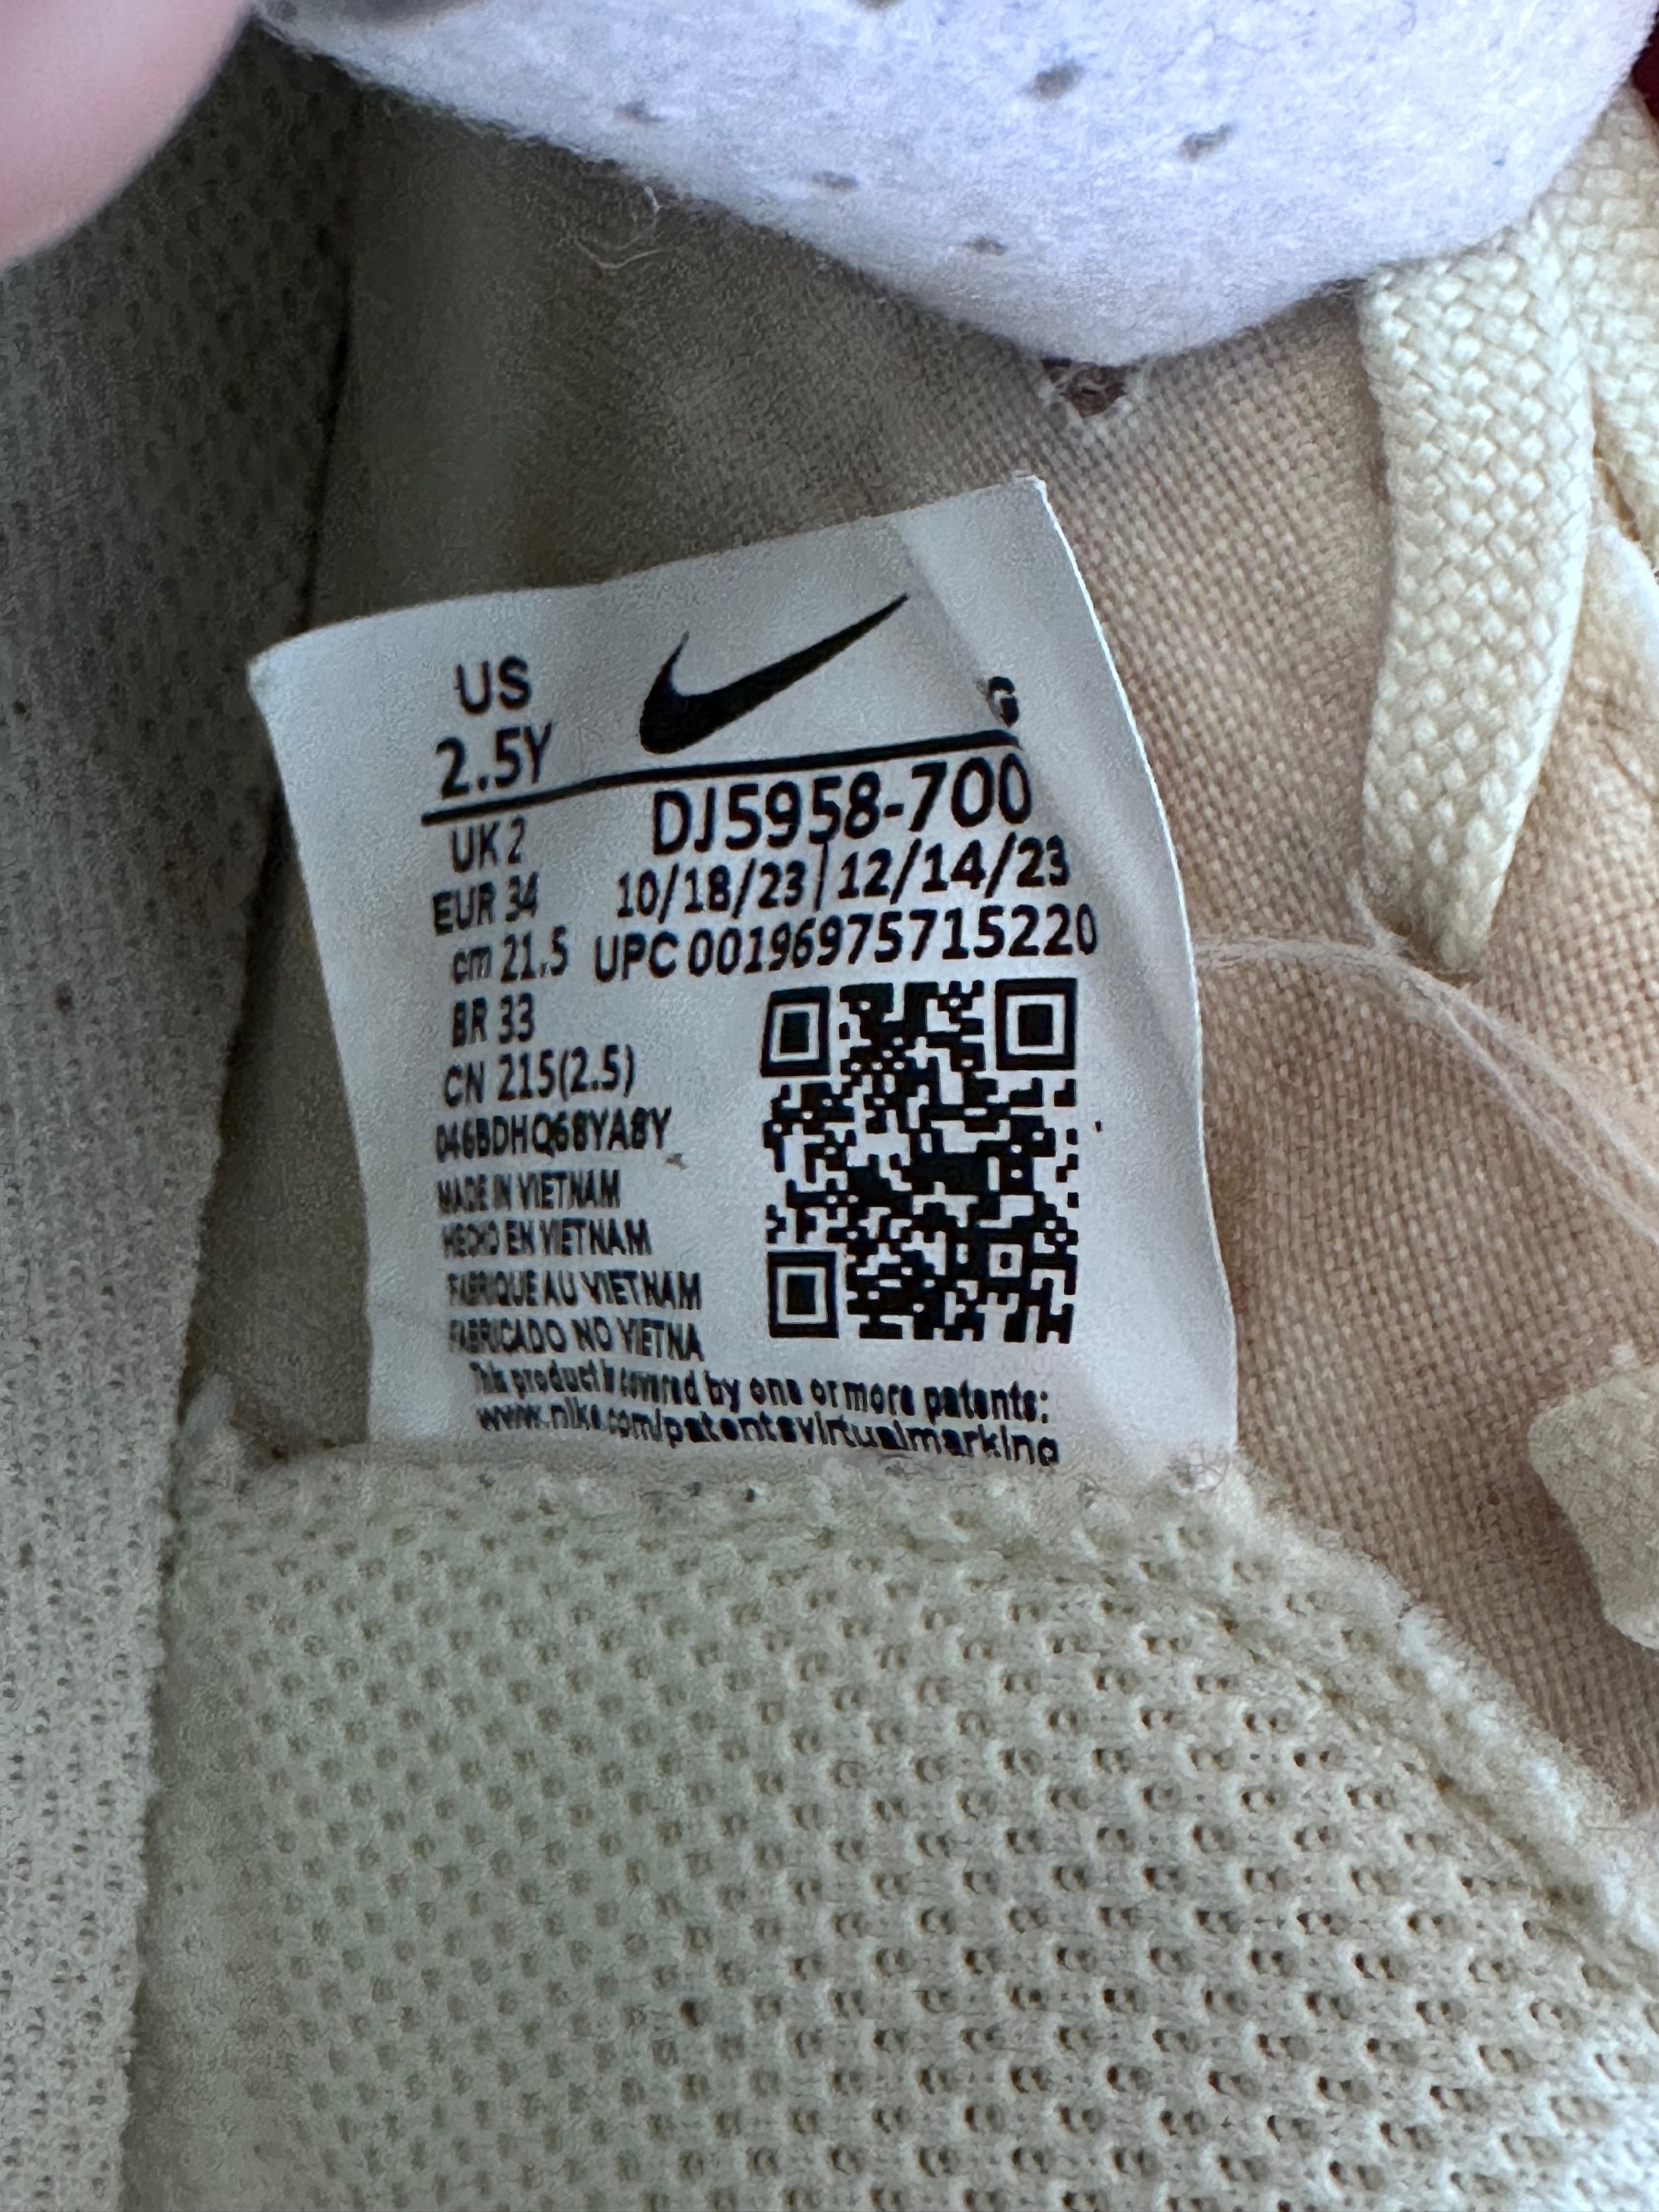 US
2.5Y
G
UK 2
EUR 34
cm 21.5
BR 33
CN 215(2.5)
046BDHQ68YA8Y
MADE IN VIETNAM
HECHO EN VIETNAM
FABRIQUE AU VIETNAM
FABRICADO NO VIETNA
DJ5958-700
10/18/23|12/14/23
UPC 00196975715220
This product is covered by one or more patents:
www.nike.com/patentsvirtualmarking